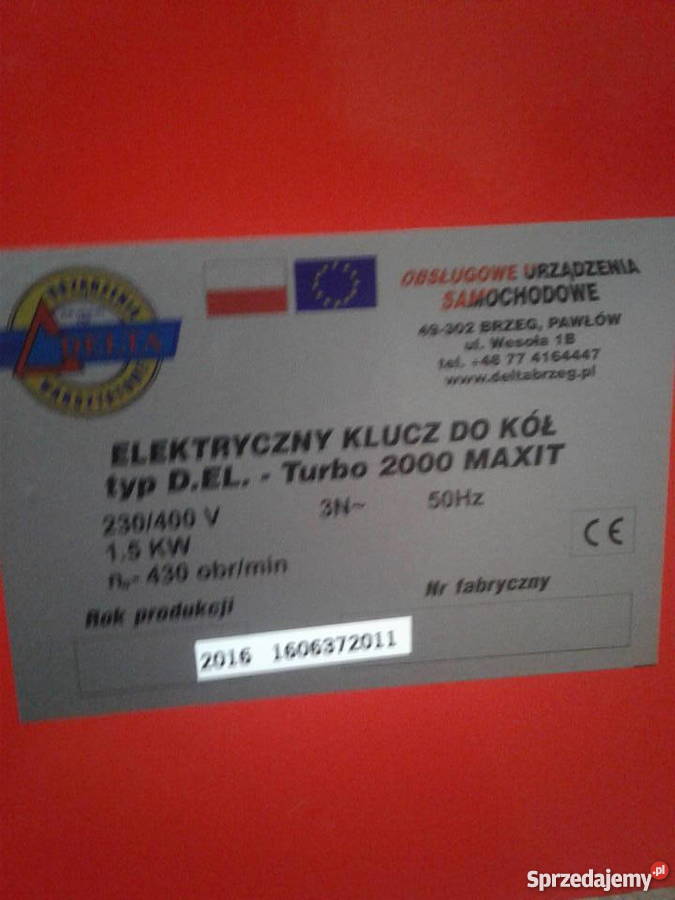 DELTA
OBSŁUGOWE URZĄDZENIA
SAMOCHODOWE
49-302 BRZEG, PAWŁÓW
ul. Wesoła 1B
tel. +48 77 4164447
www.deltabrzeg.pl
ELEKTRYCZNY KLUCZ DO KÓŁ
typ D.EL. - Turbo 2000 MAXIT
230/400 V 3N~ 50Hz
1.5 KW
n₀= 430 obr/min
CE
Rok produkcji Nr fabryczny
2016 1606372011
Sprzedajemy.pl